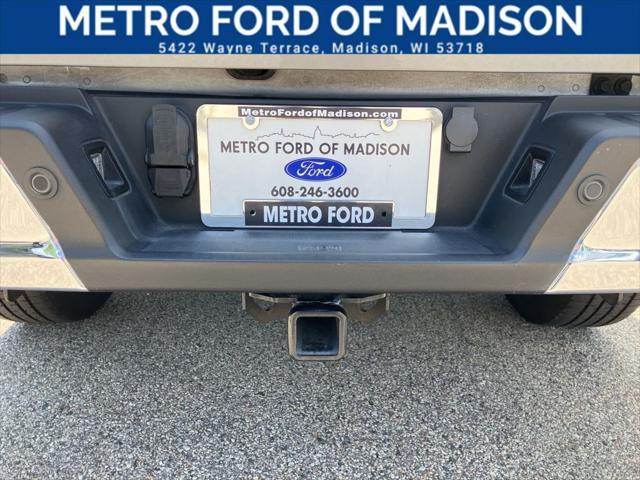 METRO FORD OF MADISON
5422 Wayne Terrace, Madison, WI 53718
MetroFordofMadison.com
METRO FORD OF MADISON
Ford
608-246-3600
METRO FORD